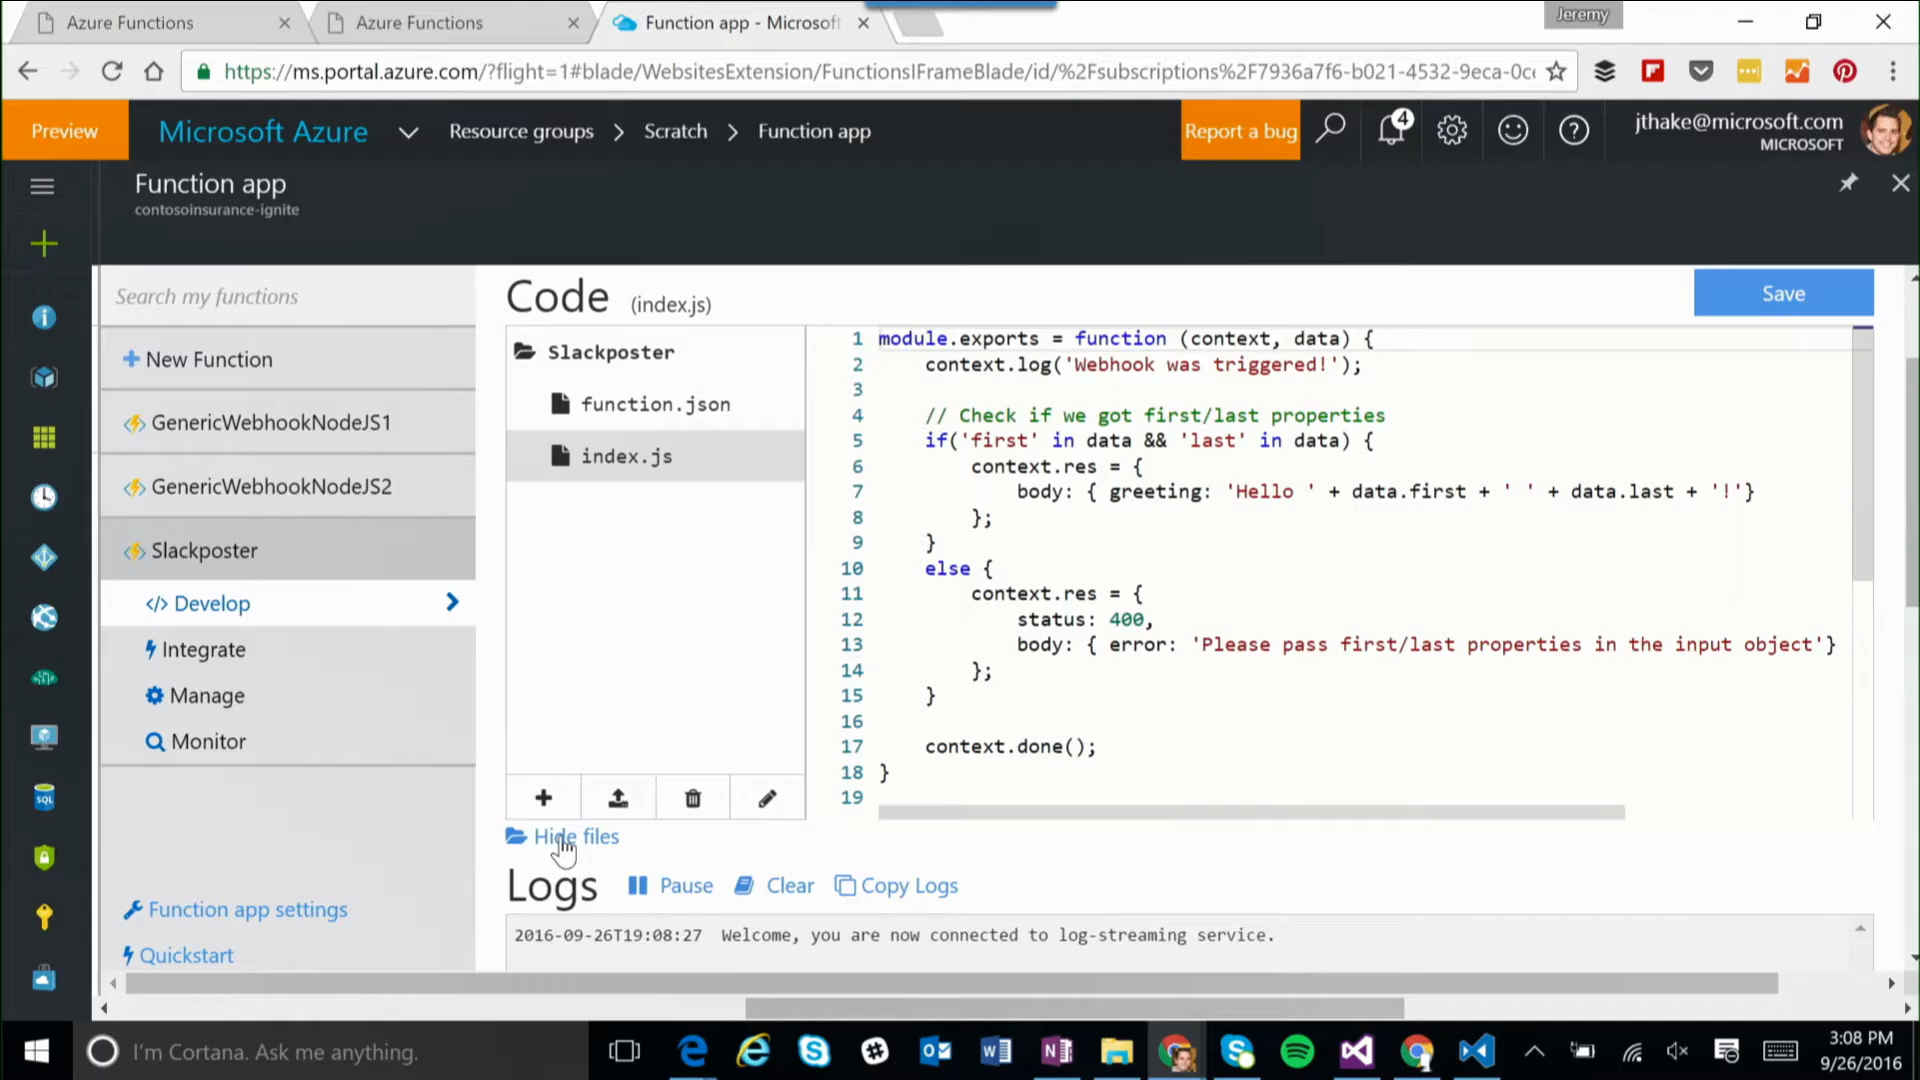 Azure Functions
Azure Functions
Function app - Microsoft
Jeremy
https://ms.portal.azure.com/?flight=1#blade/WebsitesExtension/FunctionsIFrameBlade/id/%2Fsubscriptions%2F7936a7f6-b021-4532-9eca-0c
Preview
Microsoft Azure
Resource groups > Scratch > Function app
Report a bug
4
jthake@microsoft.com
MICROSOFT
Function app
contosoinsurance-ignite
Search my functions
New Function
GenericWebhookNodeJS1
GenericWebhookNodeJS2
Slackposter
</> Develop
Integrate
Manage
Monitor
Function app settings
Quickstart
SQL
Code (index.js)
Save
Slackposter
function.json
index.js
1 module.exports = function (context, data) {
2 context.log('Webhook was triggered!');
3
4 // Check if we got first/last properties
5 if('first' in data && 'last' in data) {
6 context.res = {
7 body: { greeting: 'Hello ' + data.first + ' ' + data.last + '!'}
8 };
9 }
10 else {
11 context.res = {
12 status: 400,
13 body: { error: 'Please pass first/last properties in the input object'}
14 };
15 }
16
17 context.done();
18 }
19
Hide files
Logs Pause Clear Copy Logs
2016-09-26T19:08:27 Welcome, you are now connected to log-streaming service.
I'm Cortana. Ask me anything.
3:08 PM
9/26/2016